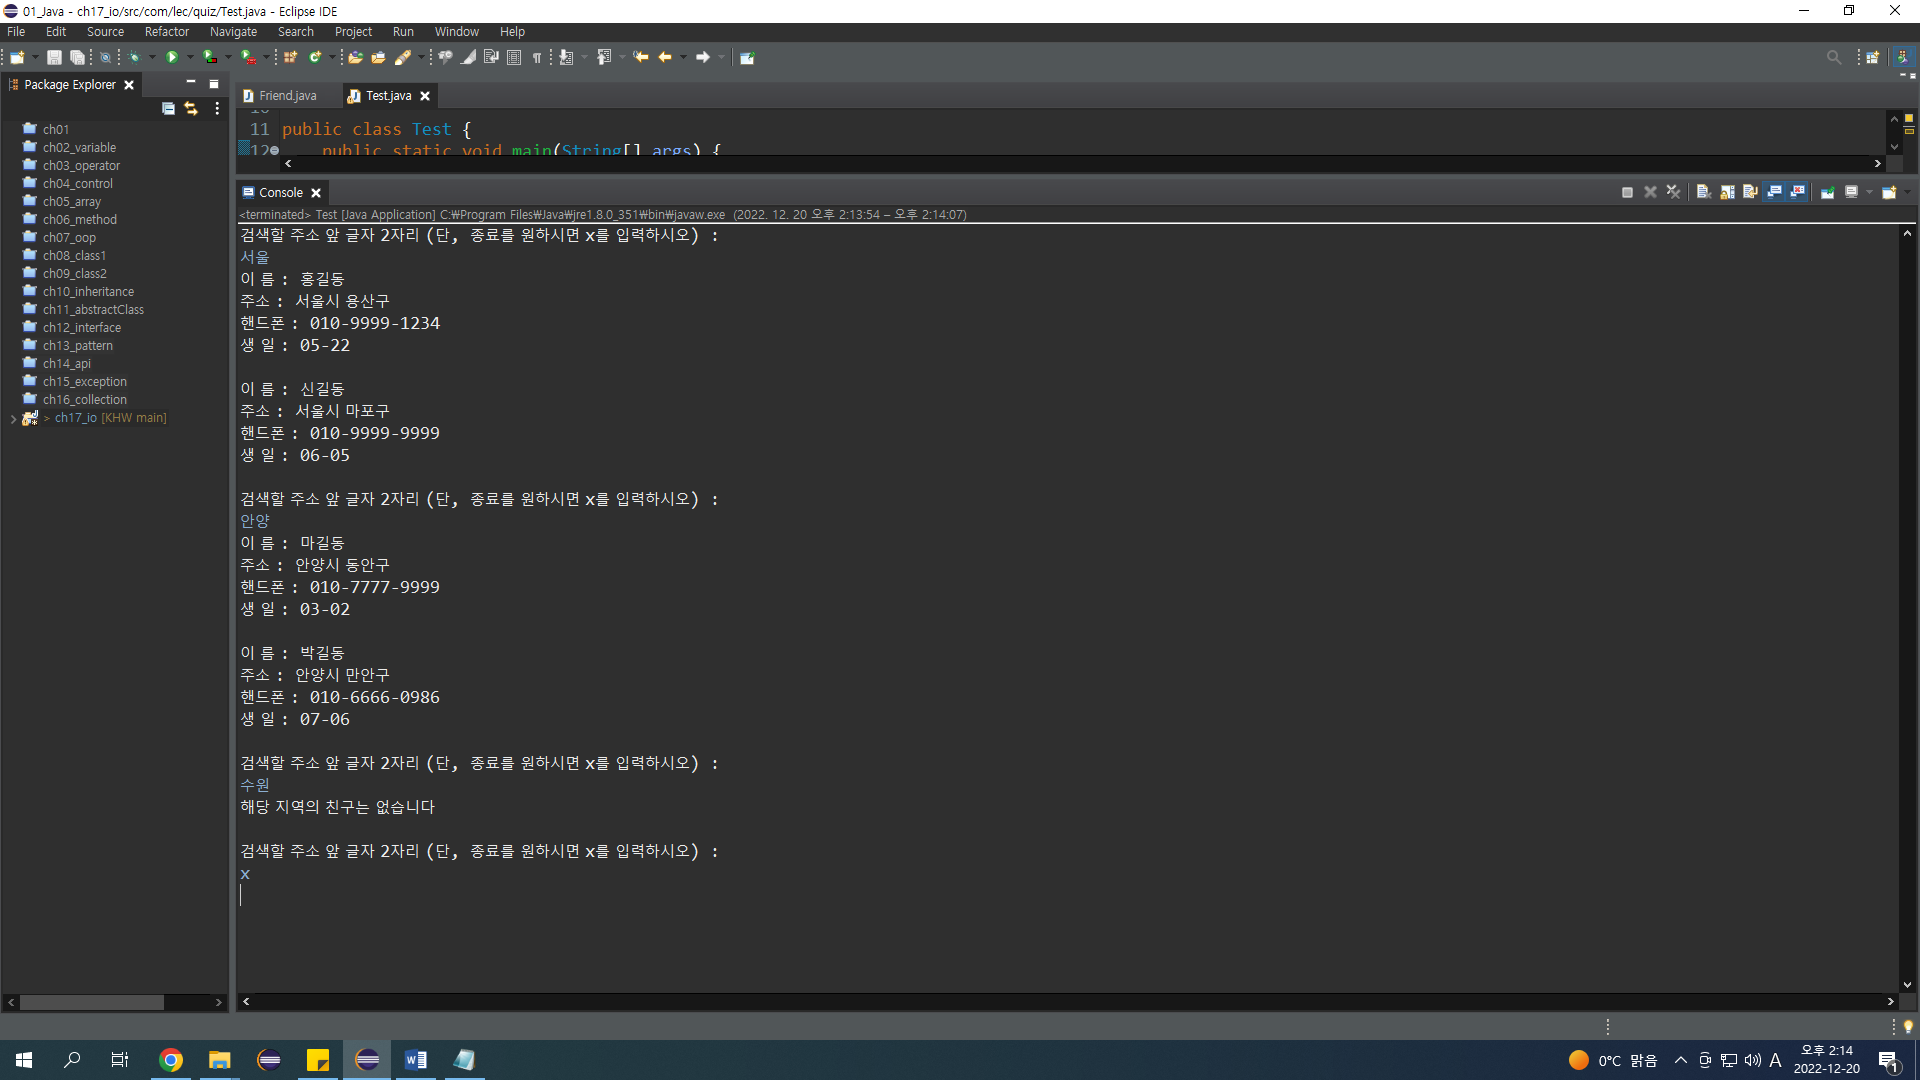 01_Java - ch17_io/src/com/lec/quiz/Test.java - Eclipse IDE
File Edit Source Refactor Navigate Search Project Run Window Help
Package Explorer
ch01
ch02_variable
ch03_operator
ch04_control
ch05_array
ch06_method
ch07_oop
ch08_class1
ch09_class2
ch10_inheritance
ch11_abstractClass
ch12_interface
ch13_pattern
ch14_api
ch15_exception
ch16_collection
> ch17_io [KHW main]
Friend.java Test.java
10
11 public class Test {
12 public static void main(String[] args) {
Console
<terminated> Test [Java Application] C:₩Program Files₩Java₩jre1.8.0_351₩bin₩javaw.exe (2022. 12. 20 오후 2:13:54 – 오후 2:14:07)
검색할 주소 앞 글자 2자리 (단, 종료를 원하시면 x를 입력하시오) :
서울
이 름 : 홍길동
주소 : 서울시 용산구
핸드폰 : 010-9999-1234
생 일 : 05-22
이 름 : 신길동
주소 : 서울시 마포구
핸드폰 : 010-9999-9999
생 일 : 06-05
검색할 주소 앞 글자 2자리 (단, 종료를 원하시면 x를 입력하시오) :
안양
이 름 : 마길동
주소 : 안양시 동안구
핸드폰 : 010-7777-9999
생 일 : 03-02
이 름 : 박길동
주소 : 안양시 만안구
핸드폰 : 010-6666-0986
생 일 : 07-06
검색할 주소 앞 글자 2자리 (단, 종료를 원하시면 x를 입력하시오) :
수원
해당 지역의 친구는 없습니다
검색할 주소 앞 글자 2자리 (단, 종료를 원하시면 x를 입력하시오) :
x
0°C 맑음
A
오후 2:14
2022-12-20
1